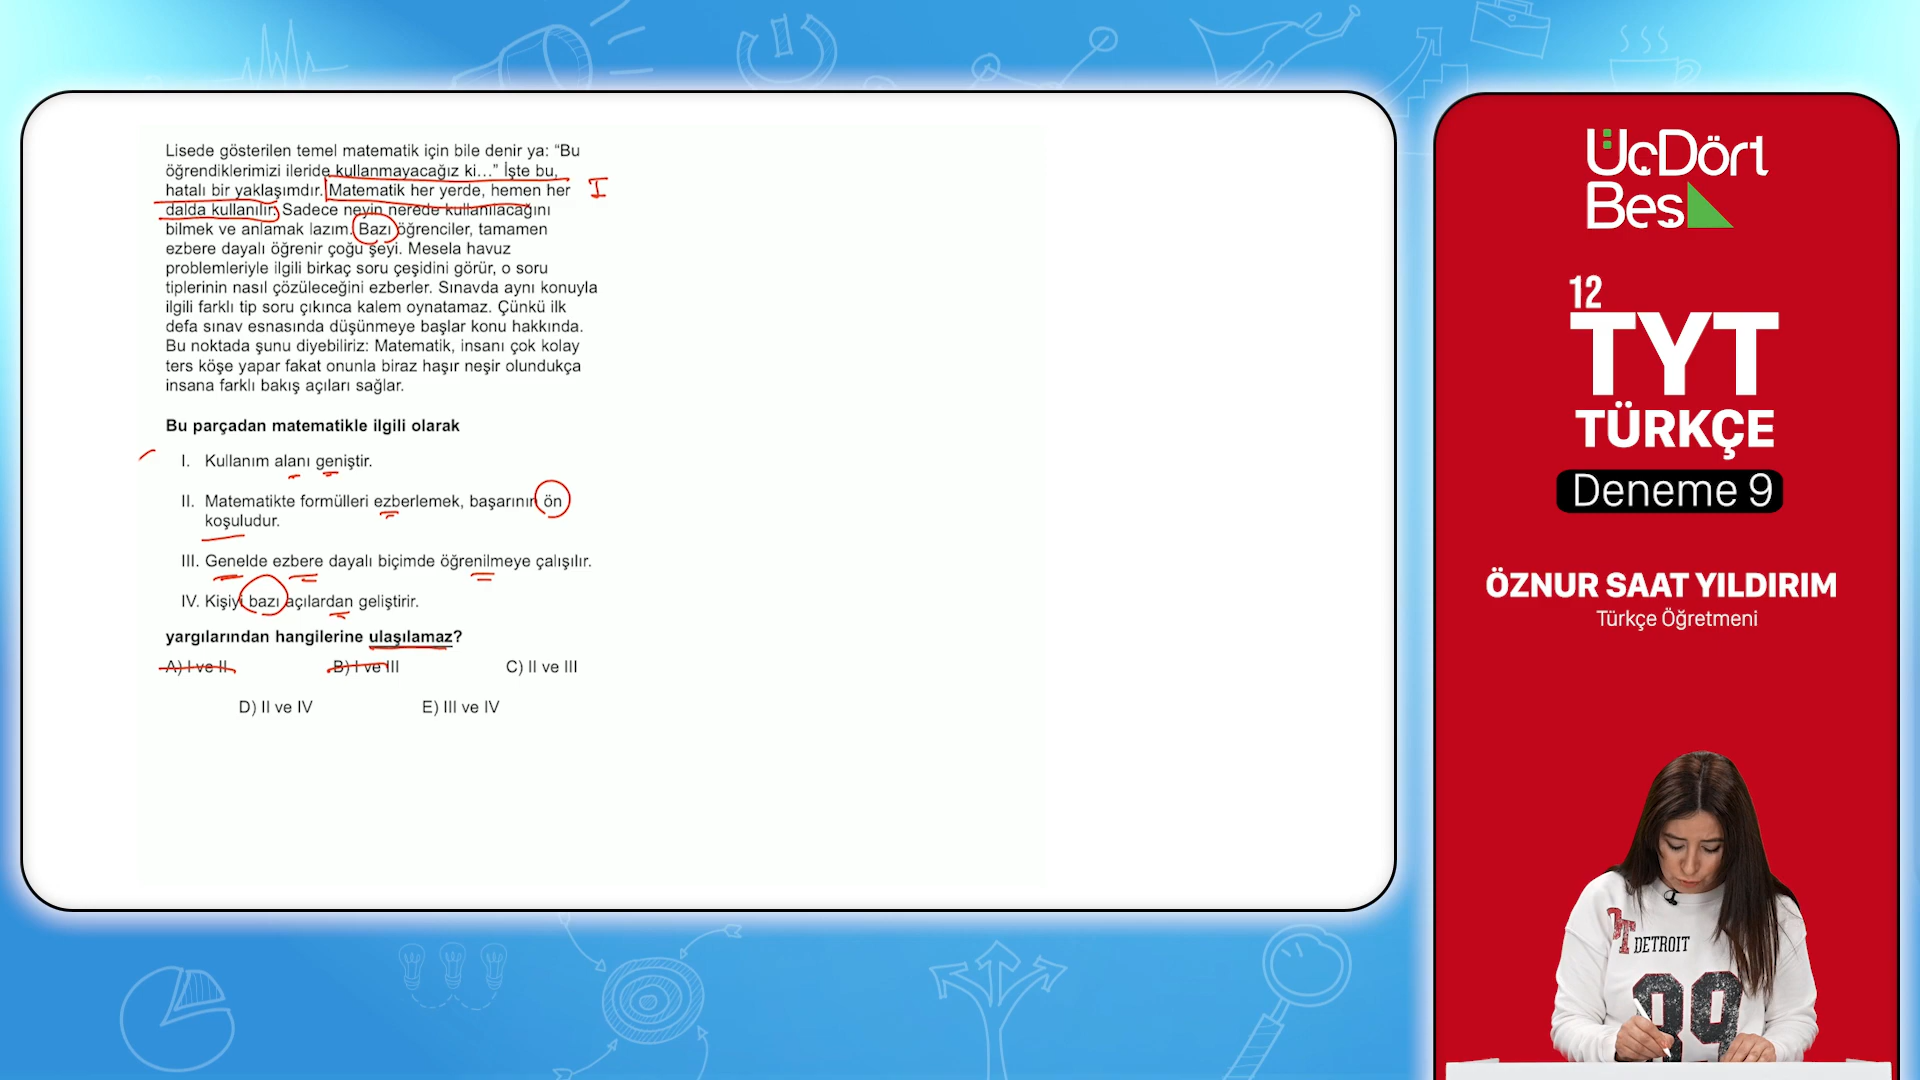 Lisede gösterilen temel matematik için bile denir ya: “Bu
öğrendiklerimizi ileride kullanmayacağız ki...” İşte bu,
hatalı bir yaklaşımdır. Matematik her yerde, hemen her
dalda kullanılır. Sadece neyin nerede kullanılacağını
bilmek ve anlamak lazım. Bazı öğrenciler, tamamen
ezbere dayalı öğrenir çoğu şeyi. Mesela havuz
problemleriyle ilgili birkaç soru çeşidini görür, o soru
tiplerinin nasıl çözüleceğini ezberler. Sınavda aynı konuyla
ilgili farklı tip soru çıkınca kalem oynatamaz. Çünkü ilk
defa sınav esnasında düşünmeye başlar konu hakkında.
Bu noktada şunu diyebiliriz: Matematik, insanı çok kolay
ters köşe yapar fakat onunla biraz haşır neşir olundukça
insana farklı bakış açıları sağlar.
I
Bu parçadan matematikle ilgili olarak
I. Kullanım alanı geniştir.
II. Matematikte formülleri ezberlemek, başarının ön
koşuludur.
III. Genelde ezbere dayalı biçimde öğrenilmeye çalışılır.
IV. Kişiyi bazı açılardan geliştirir.
yargılarından hangilerine ulaşılamaz?
A) I ve II B) I ve III C) II ve III
D) II ve IV E) III ve IV
ÜçDört
Beş
12
TYT
TÜRKÇE
Deneme 9
ÖZNUR SAAT YILDIRIM
Türkçe Öğretmeni
DETROIT
99